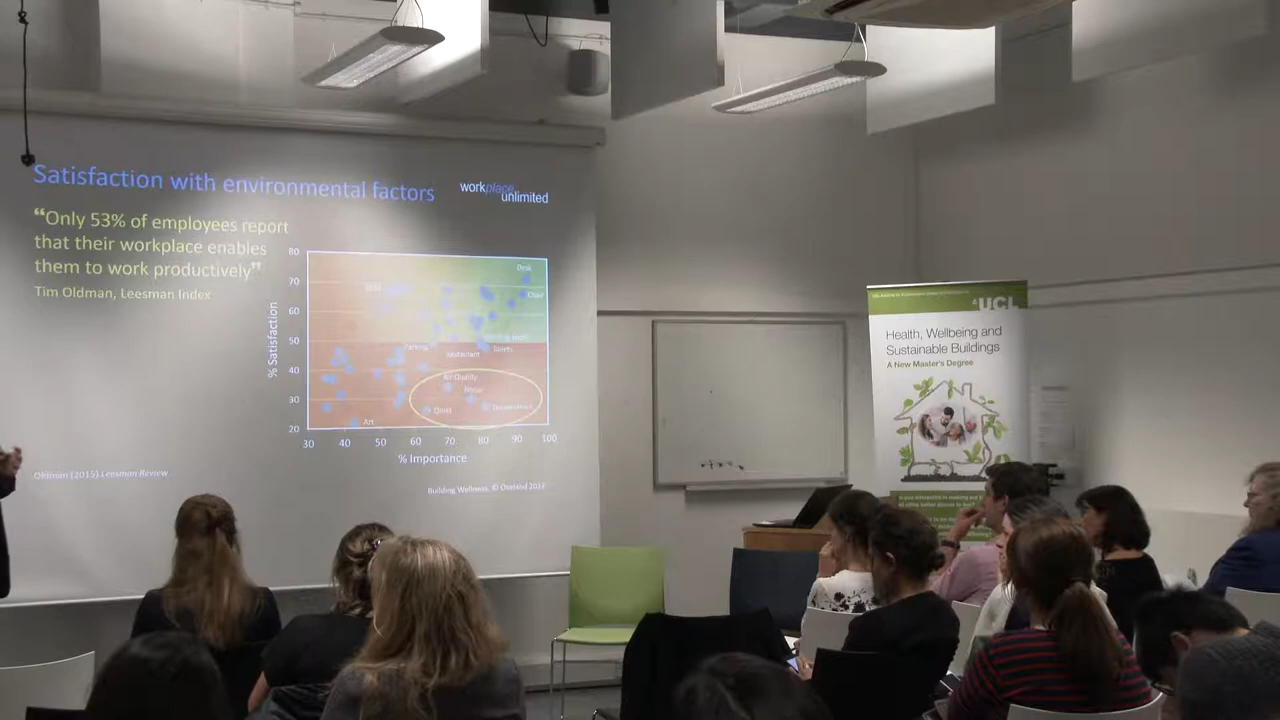 Satisfaction with environmental factors
workplace
unlimited
“Only 53% of employees report
that their workplace enables
them to work productively”
Tim Oldman, Leesman Index
% Satisfaction
80
70
60
50
40
30
20
Desk
Chair
Parking
Restaurant
Toilets
Air Quality
Noise
Temperature
Quiet
Art
30 40 50 60 70 80 90 100
% Importance
Oldman (2015) Leesman Review
Building Wellness, © Oseland 2017
UCL
Health, Wellbeing and
Sustainable Buildings
A New Master's Degree